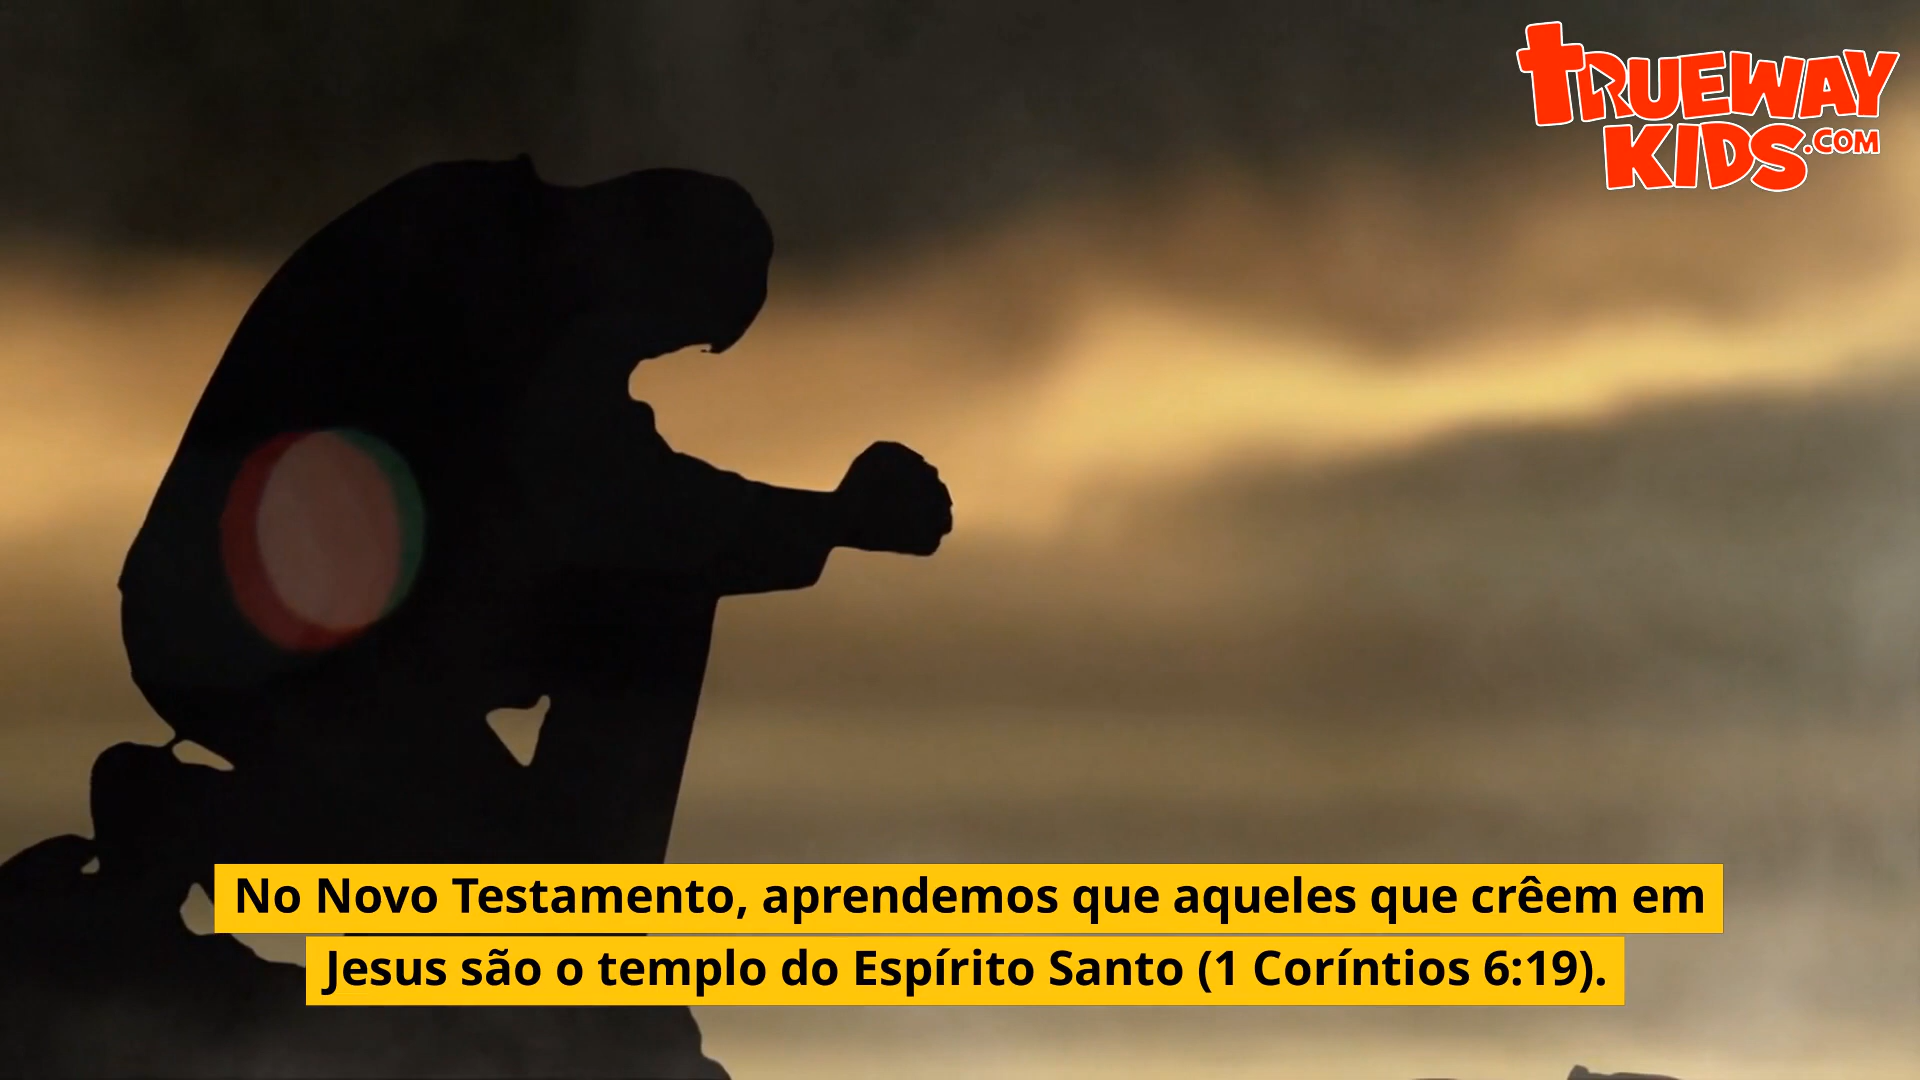 TRUEWAY
KIDS.COM
No Novo Testamento, aprendemos que aqueles que crêem em
Jesus são o templo do Espírito Santo (1 Coríntios 6:19).